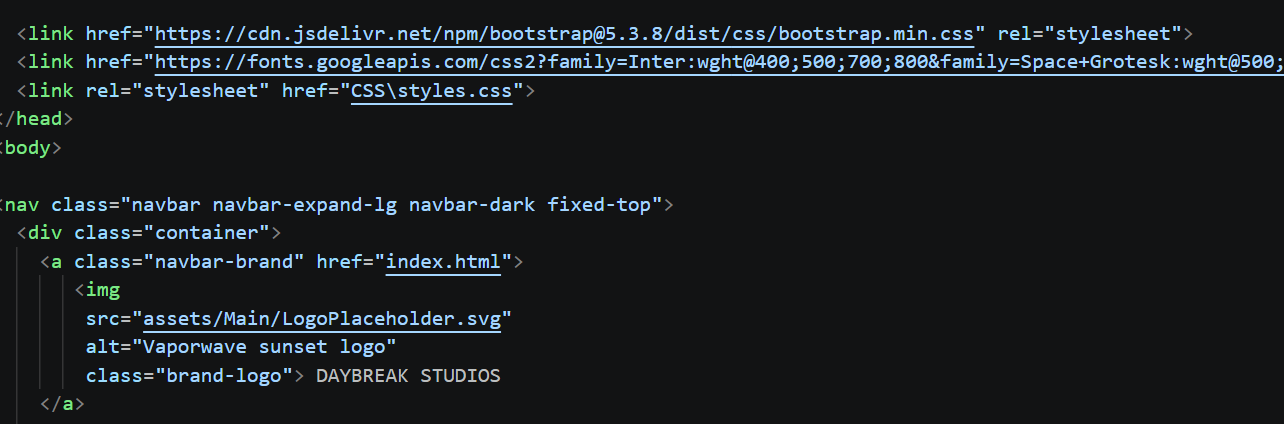 <link href="https://cdn.jsdelivr.net/npm/bootstrap@5.3.8/dist/css/bootstrap.min.css" rel="stylesheet">
<link href="https://fonts.googleapis.com/css2?family=Inter:wght@400;500;700;800&family=Space+Grotesk:wght@500;
<link rel="stylesheet" href="CSS\styles.css">
</head>
<body>
<nav class="navbar navbar-expand-lg navbar-dark fixed-top">
<div class="container">
<a class="navbar-brand" href="index.html">
<img
src="assets/Main/LogoPlaceholder.svg"
alt="Vaporwave sunset logo"
class="brand-logo"> DAYBREAK STUDIOS
</a>